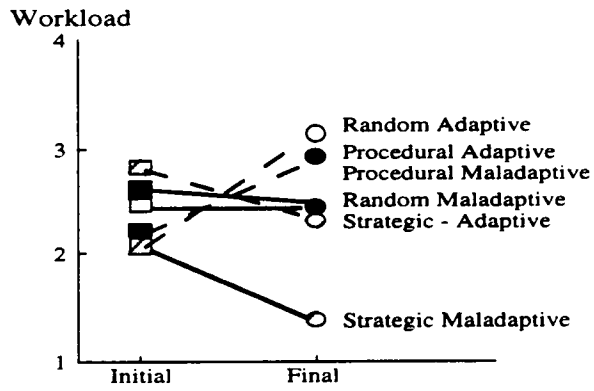 Workload
4
3
2
1
Random Adaptive
Procedural Adaptive
Procedural Maladaptive
Random Maladaptive
Strategic - Adaptive
Strategic Maladaptive
Initial
Final